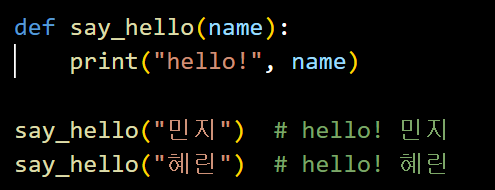 def say_hello(name):
    print("hello!", name)

say_hello("민지")  # hello! 민지
say_hello("혜린")  # hello! 혜린